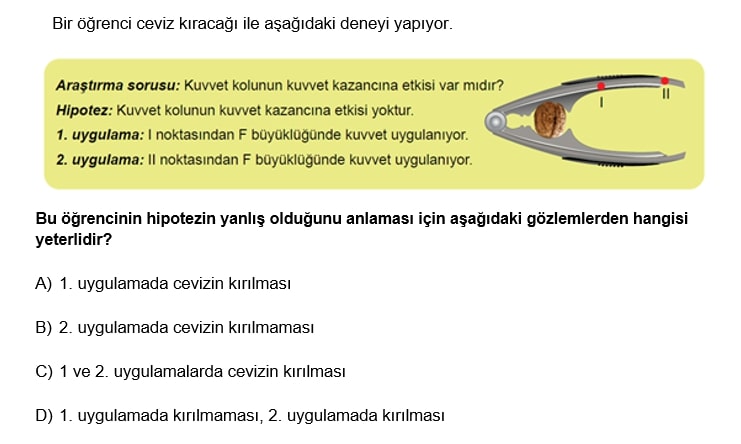 Bir öğrenci ceviz kıracağı ile aşağıdaki deneyi yapıyor.
Araştırma sorusu: Kuvvet kolunun kuvvet kazancına etkisi var mıdır?
Hipotez: Kuvvet kolunun kuvvet kazancına etkisi yoktur.
1. uygulama: I noktasından F büyüklüğünde kuvvet uygulanıyor.
2. uygulama: II noktasından F büyüklüğünde kuvvet uygulanıyor.
I
II
Bu öğrencinin hipotezin yanlış olduğunu anlaması için aşağıdaki gözlemlerden hangisi
yeterlidir?
A) 1. uygulamada cevizin kırılması
B) 2. uygulamada cevizin kırılmaması
C) 1 ve 2. uygulamalarda cevizin kırılması
D) 1. uygulamada kırılmaması, 2. uygulamada kırılması